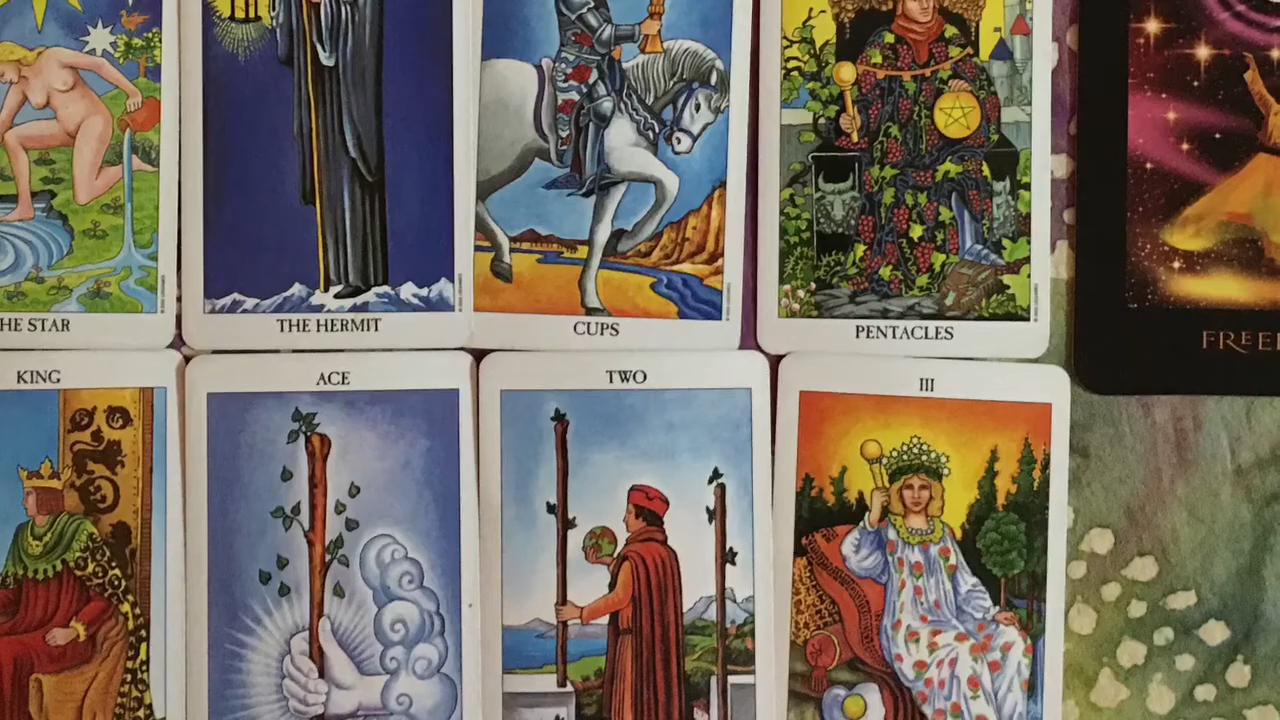 HE STAR
THE HERMIT
CUPS
PENTACLES
FREE
KING
ACE
TWO
III